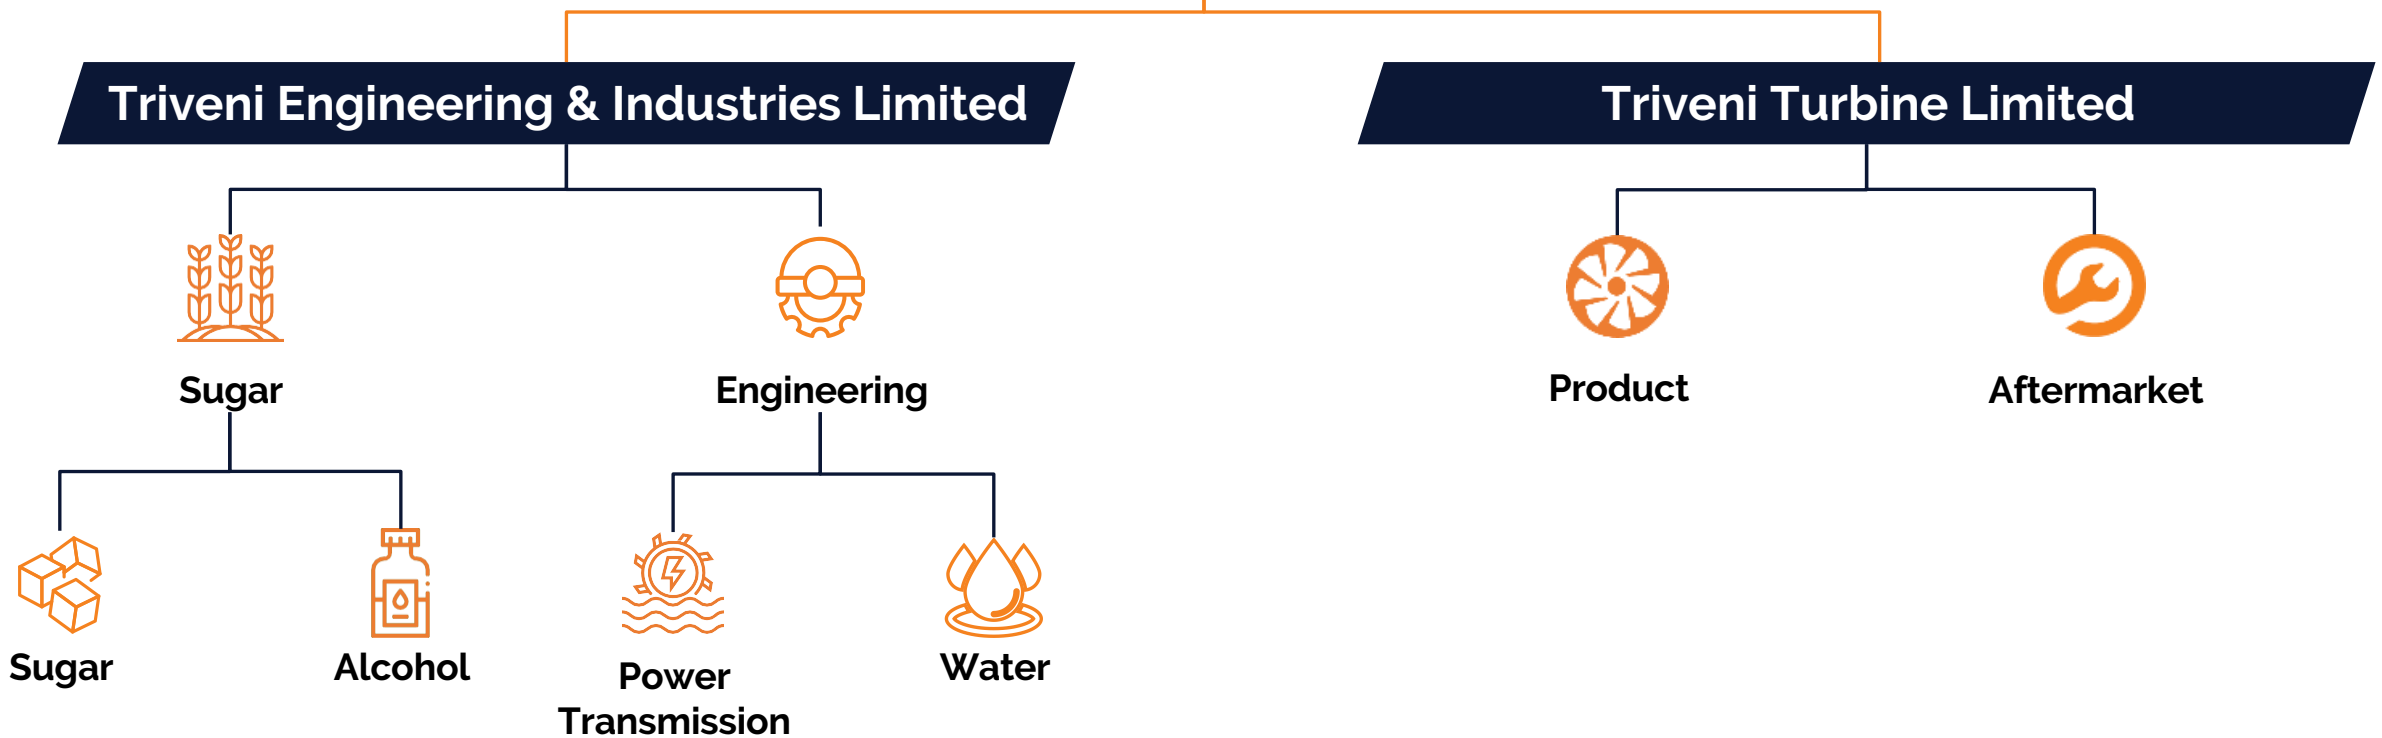 Triveni Engineering & Industries Limited
Triveni Turbine Limited
Sugar
Engineering
Product
Aftermarket
Sugar
Alcohol
Power
Transmission
Water